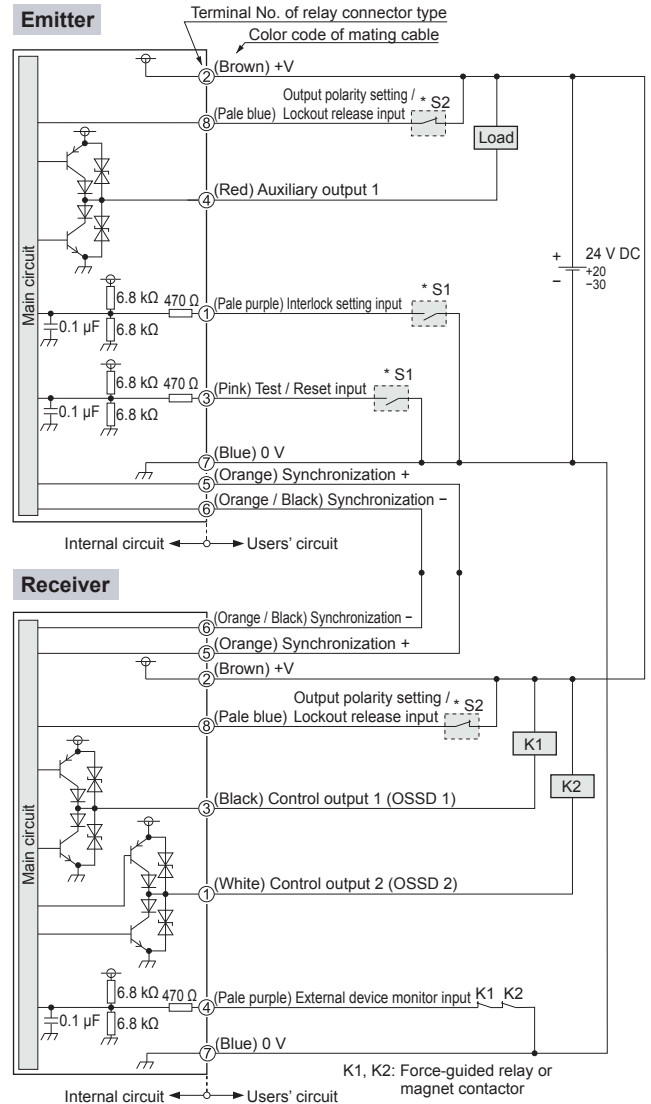 Emitter
Terminal No. of relay connector type
Color code of mating cable
② (Brown) +V
Output polarity setting / * S2
⑧ (Pale blue) Lockout release input
Load
④ (Red) Auxiliary output 1
Main circuit
+ 24 V DC
− +20
−30
* S1
6.8 kΩ 470 Ω ① (Pale purple) Interlock setting input
0.1 µF 6.8 kΩ
* S1
6.8 kΩ 470 Ω ③ (Pink) Test / Reset input
0.1 µF 6.8 kΩ
⑦ (Blue) 0 V
⑤ (Orange) Synchronization +
⑥ (Orange / Black) Synchronization −
Internal circuit Users' circuit
Receiver
⑥ (Orange / Black) Synchronization −
⑤ (Orange) Synchronization +
② (Brown) +V
Output polarity setting / * S2
⑧ (Pale blue) Lockout release input
K1
K2
③ (Black) Control output 1 (OSSD 1)
Main circuit
① (White) Control output 2 (OSSD 2)
6.8 kΩ 470 Ω ④ (Pale purple) External device monitor input K1 K2
0.1 µF 6.8 kΩ
⑦ (Blue) 0 V
K1, K2: Force-guided relay or
magnet contactor
Internal circuit Users' circuit